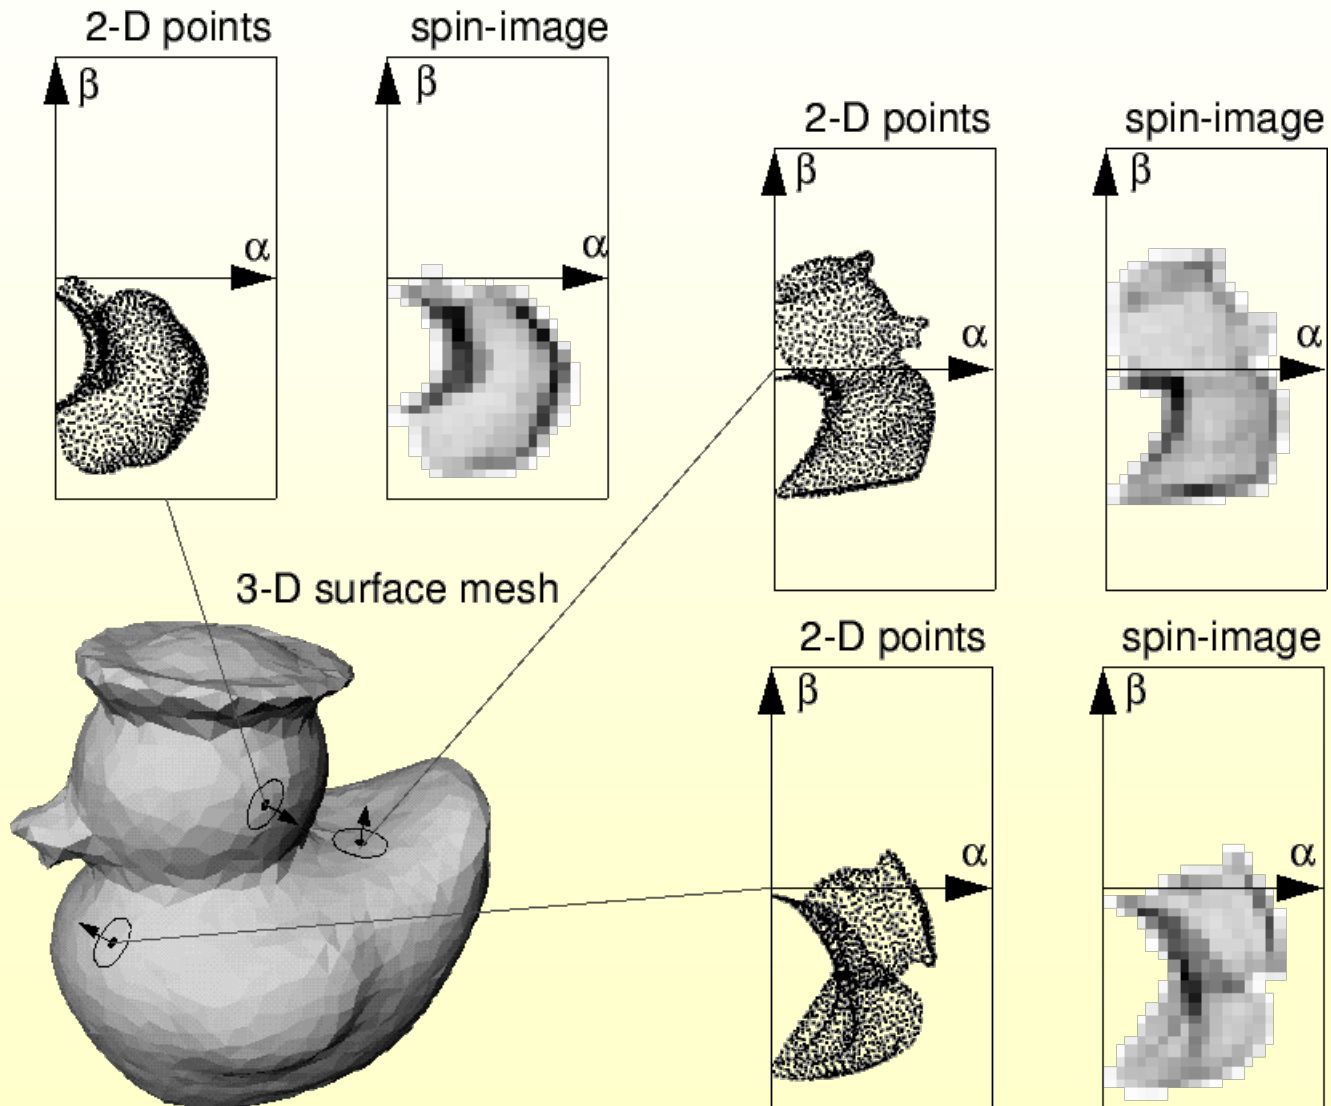 2-D points
spin-image
β
β
α
α
2-D points
spin-image
β
β
α
α
3-D surface mesh
2-D points
spin-image
β
β
α
α